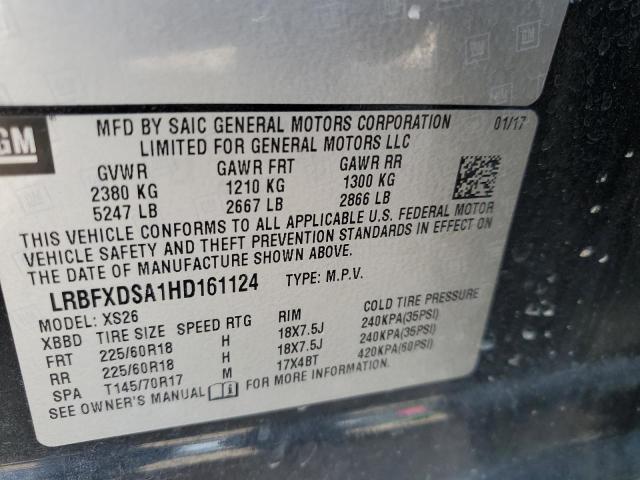 GM
MFD BY SAIC GENERAL MOTORS CORPORATION 01/17
LIMITED FOR GENERAL MOTORS LLC
GVWR GAWR FRT GAWR RR
2380 KG 1210 KG 1300 KG
5247 LB 2667 LB 2866 LB
THIS VEHICLE CONFORMS TO ALL APPLICABLE U.S. FEDERAL MOTOR
VEHICLE SAFETY AND THEFT PREVENTION STANDARDS IN EFFECT ON
THE DATE OF MANUFACTURE SHOWN ABOVE.
LRBFXDSA1HD161124 TYPE: M.P.V.
MODEL: XS26
XBBD TIRE SIZE SPEED RTG RIM COLD TIRE PRESSURE
FRT 225/60R18 H 18X7.5J 240KPA(35PSI)
RR 225/60R18 H 18X7.5J 240KPA(35PSI)
SPA T145/70R17 M 17X4BT 420KPA(60PSI)
SEE OWNER'S MANUAL FOR MORE INFORMATION.